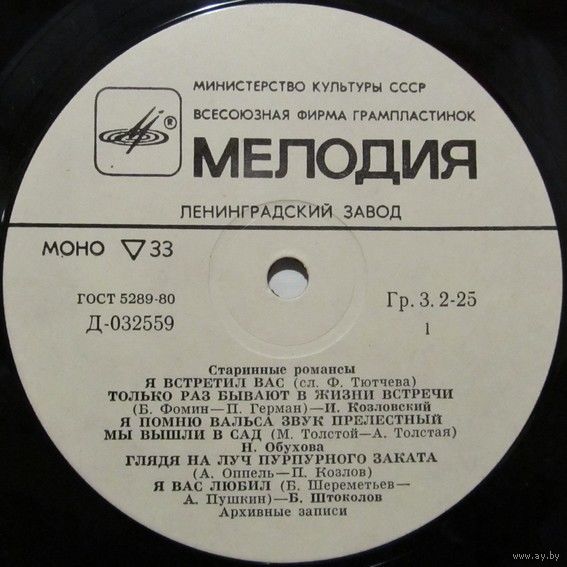 МИНИСТЕРСТВО КУЛЬТУРЫ СССР
ВСЕСОЮЗНАЯ ФИРМА ГРАМПЛАСТИНОК
®
МЕЛОДИЯ
ЛЕНИНГРАДСКИЙ ЗАВОД
МОНО ▽ 33
ГОСТ 5289-80
Гр. 3. 2-25
Д-032559
1
Старинные романсы
Я ВСТРЕТИЛ ВАС (сл. Ф. Тютчева)
ТОЛЬКО РАЗ БЫВАЮТ В ЖИЗНИ ВСТРЕЧИ
(Б. Фомин—П. Герман)—И. Козловский
Я ПОМНЮ ВАЛЬСА ЗВУК ПРЕЛЕСТНЫЙ
МЫ ВЫШЛИ В САД (М. Толстой—А. Толстая)
Н. Обухова
ГЛЯДЯ НА ЛУЧ ПУРПУРНОГО ЗАКАТА
(А. Оппель—П. Козлов)
Я ВАС ЛЮБИЛ (Б. Шереметьев—
А. Пушкин)—Б. Штоколов
Архивные записи
www.ay.by